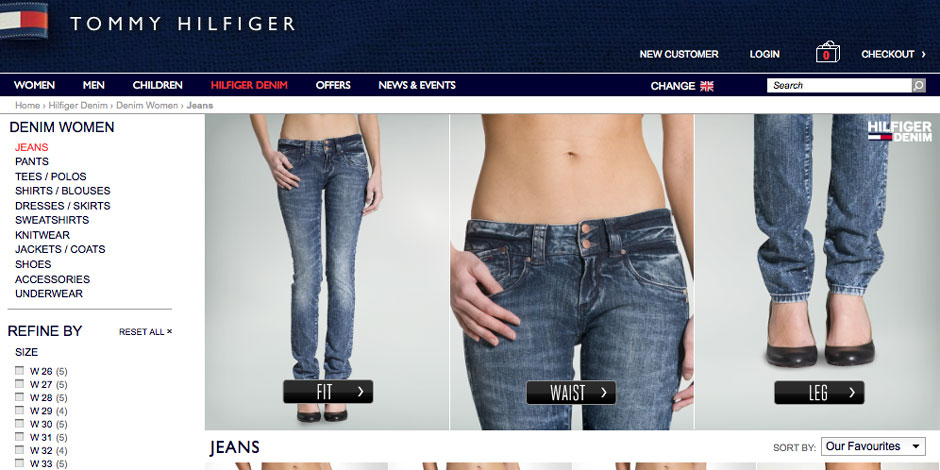 TOMMY HILFIGER
NEW CUSTOMER LOGIN 0 CHECKOUT ›
WOMEN MEN CHILDREN HILFIGER DENIM OFFERS NEWS & EVENTS CHANGE Search
Home › Hilfiger Denim › Denim Women › Jeans
DENIM WOMEN
JEANS
PANTS
TEES / POLOS
SHIRTS / BLOUSES
DRESSES / SKIRTS
SWEATSHIRTS
KNITWEAR
JACKETS / COATS
SHOES
ACCESSORIES
UNDERWEAR
REFINE BY RESET ALL ×
SIZE
W 26 (5)
W 27 (5)
W 28 (5)
W 29 (4)
W 30 (5)
W 31 (5)
W 32 (4)
W 33 (5)
HILFIGER
DENIM
FIT ›
WAIST ›
LEG ›
JEANS SORT BY: Our Favourites